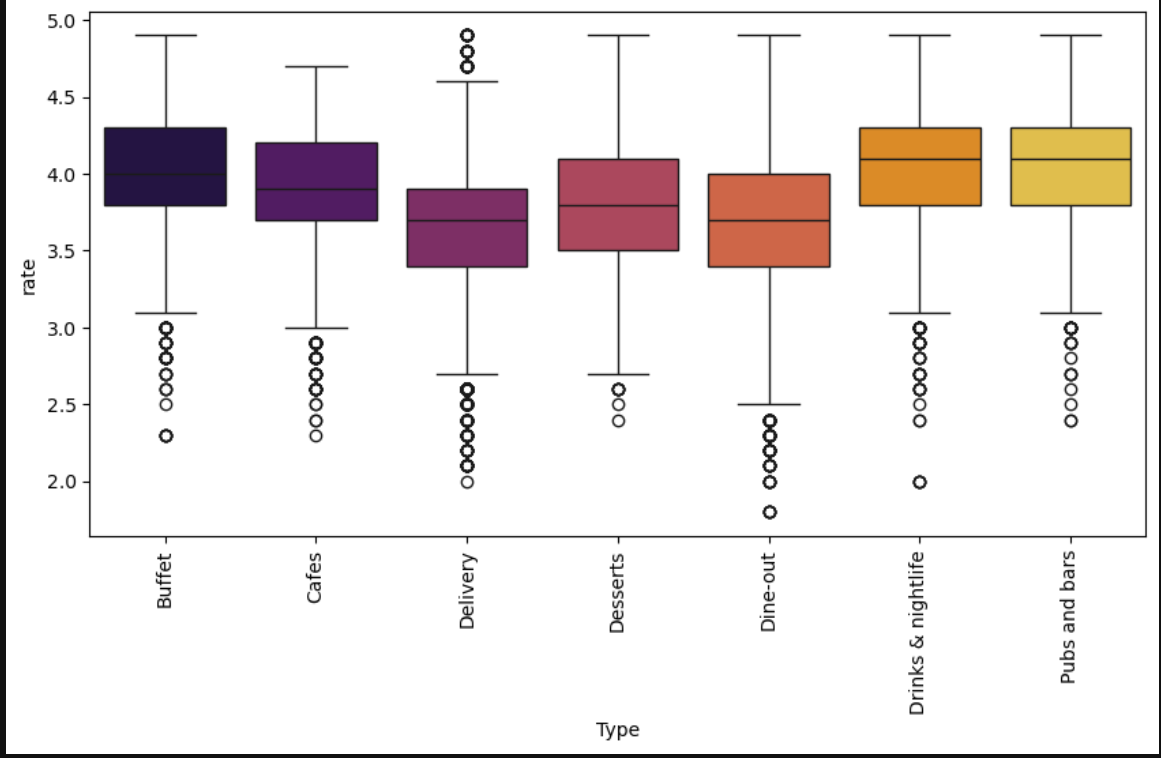 5.0
4.5
4.0
3.5
3.0
2.5
2.0
rate
Buffet
Cafes
Delivery
Desserts
Dine-out
Drinks & nightlife
Pubs and bars
Type